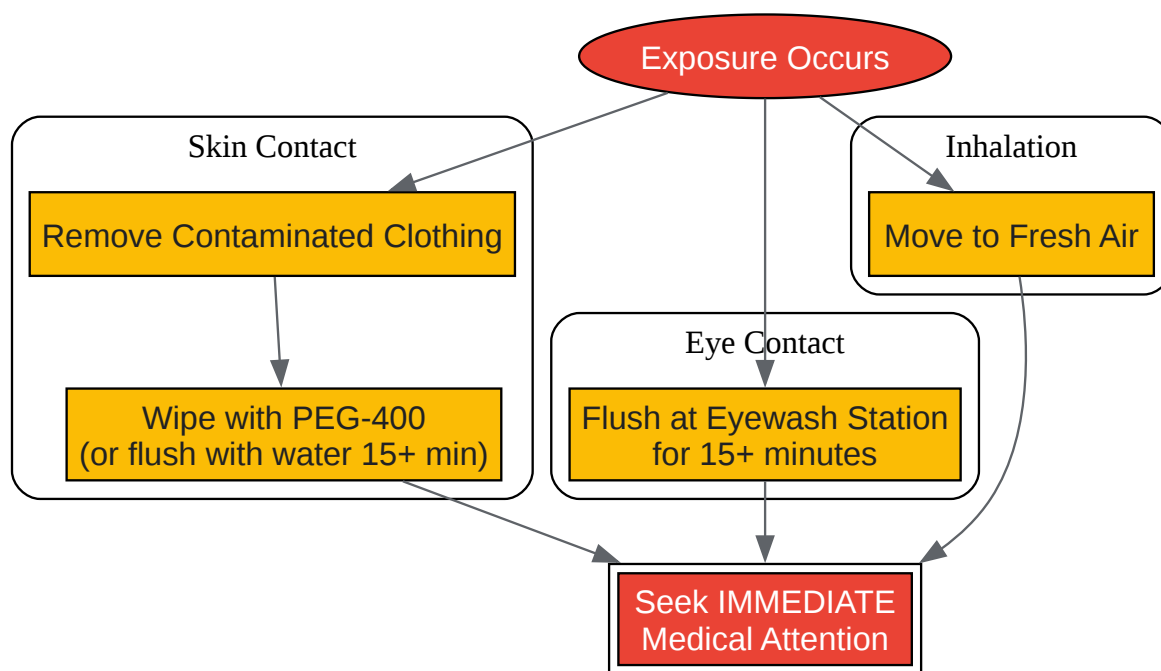 Exposure Occurs
Skin Contact
Remove Contaminated Clothing
Wipe with PEG-400
(or flush with water 15+ min)
Eye Contact
Flush at Eyewash Station
for 15+ minutes
Inhalation
Move to Fresh Air
Seek IMMEDIATE
Medical Attention